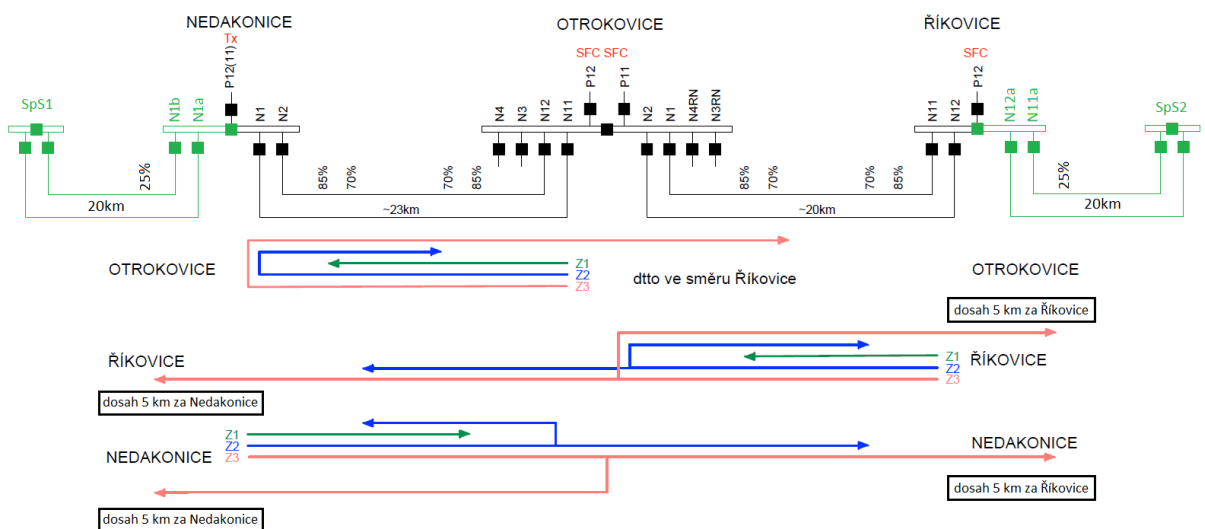 NEDAKONICE
OTROKOVICE
ŘÍKOVICE
Tx
SFC SFC
SFC
P12(11)
P12
P11
P12
SpS1
N1b
N1a
N1
N2
N4
N3
N12
N11
N2
N1
N4RN
N3RN
N11
N12
N12a
N11a
SpS2
25%
85%
70%
70%
85%
85%
70%
70%
85%
25%
20km
~23km
~20km
20km
OTROKOVICE
Z1
Z2
Z3
dtto ve směru Říkovice
OTROKOVICE
dosah 5 km za Říkovice
ŘÍKOVICE
Z1
Z2
Z3
ŘÍKOVICE
dosah 5 km za Nedakonice
Z1
Z2
Z3
NEDAKONICE
NEDAKONICE
dosah 5 km za Říkovice
dosah 5 km za Nedakonice